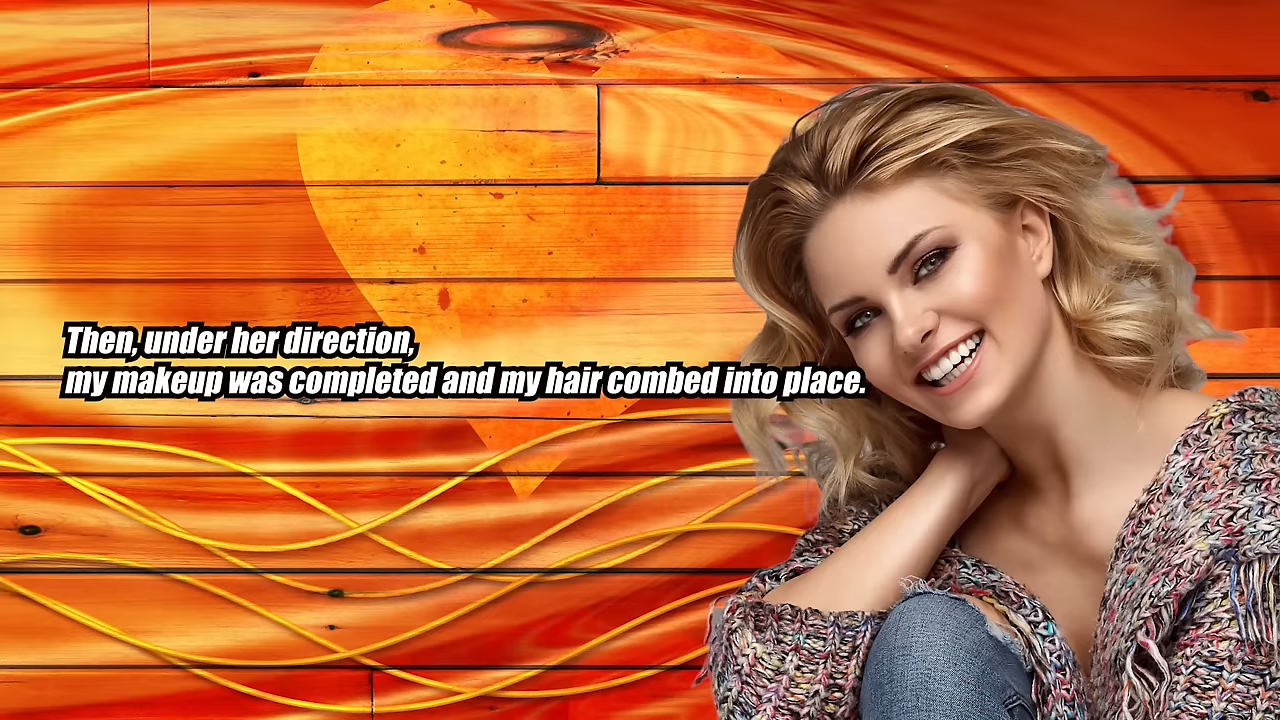 Then, under her direction,
my makeup was completed and my hair combed into place.